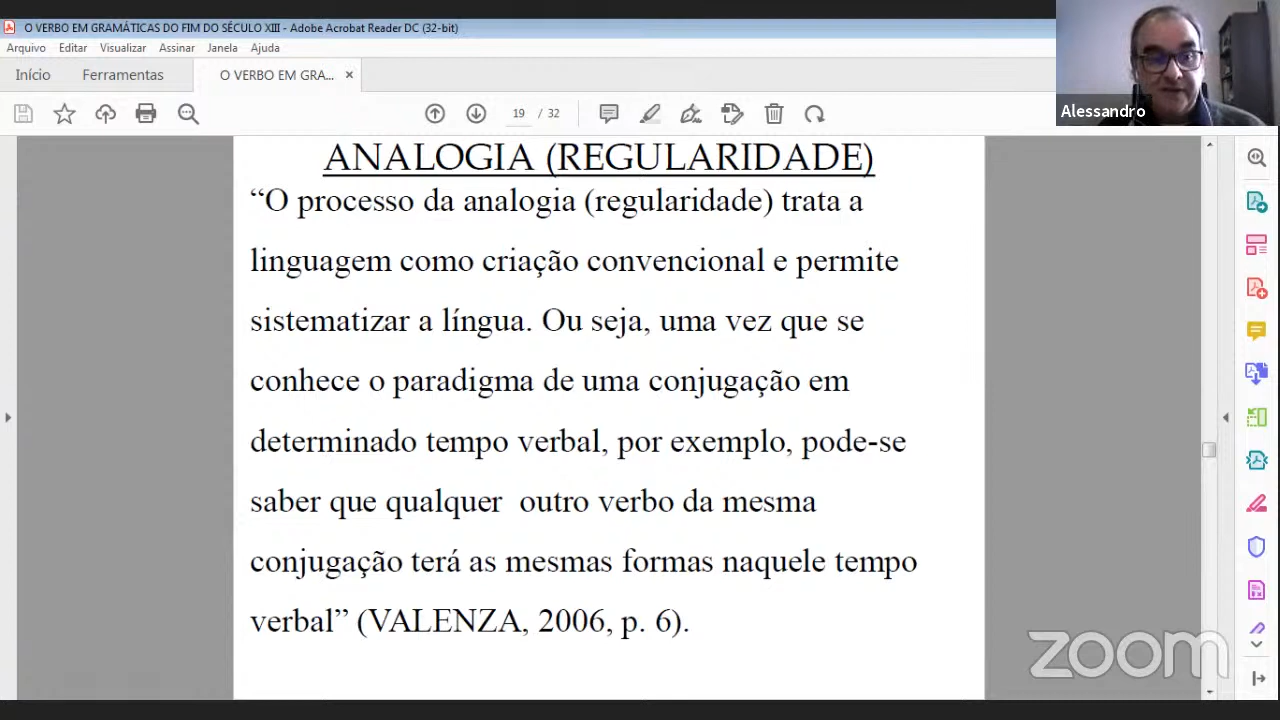 O VERBO EM GRAMÁTICAS DO FIM DO SÉCULO XIII - Adobe Acrobat Reader DC (32-bit)
Arquivo Editar Visualizar Assinar Janela Ajuda
Início Ferramentas O VERBO EM GRA... ×
19 / 32
Alessandro
ANALOGIA (REGULARIDADE)
“O processo da analogia (regularidade) trata a
linguagem como criação convencional e permite
sistematizar a língua. Ou seja, uma vez que se
conhece o paradigma de uma conjugação em
determinado tempo verbal, por exemplo, pode-se
saber que qualquer outro verbo da mesma
conjugação terá as mesmas formas naquele tempo
verbal” (VALENZA, 2006, p. 6).
zoom